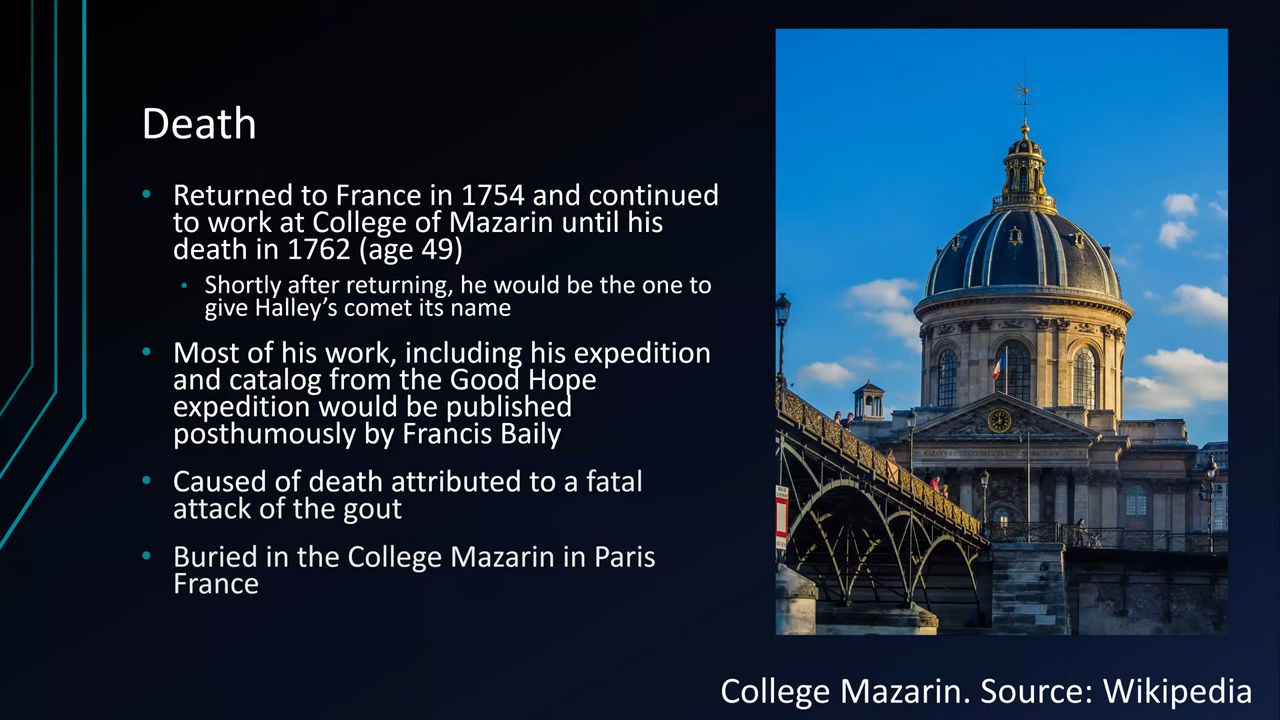 Death
• Returned to France in 1754 and continued
to work at College of Mazarin until his
death in 1762 (age 49)
• Shortly after returning, he would be the one to
give Halley’s comet its name
• Most of his work, including his expedition
and catalog from the Good Hope
expedition would be published
posthumously by Francis Baily
• Caused of death attributed to a fatal
attack of the gout
• Buried in the College Mazarin in Paris
France
College Mazarin. Source: Wikipedia